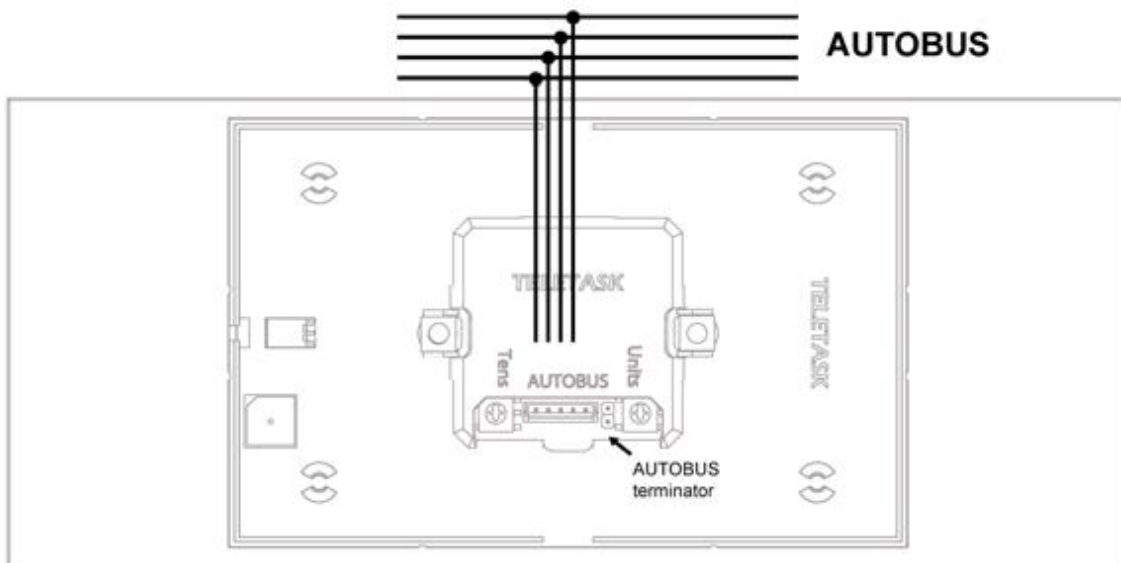 AUTOBUS
TELETASK
TELETASK
Tens
AUTOBUS
Units
AUTOBUS
terminator